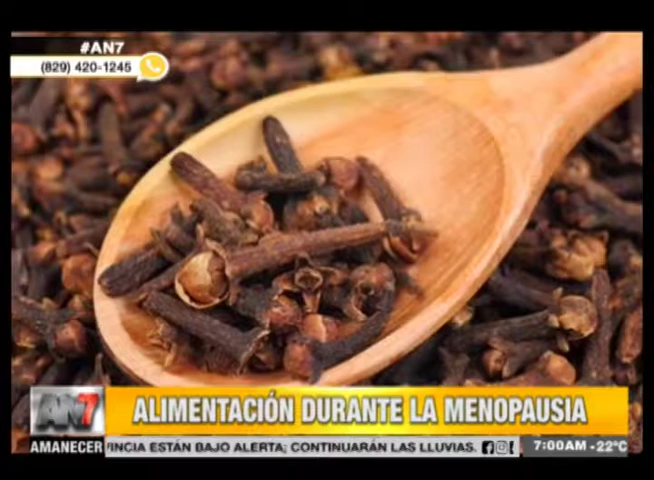 #AN7
(829) 420-1245
ALIMENTACIÓN DURANTE LA MENOPAUSIA
AN7
AMANECER
VINCIA ESTÁN BAJO ALERTA; CONTINUARÁN LAS LLUVIAS.
7:00AM - 22°C